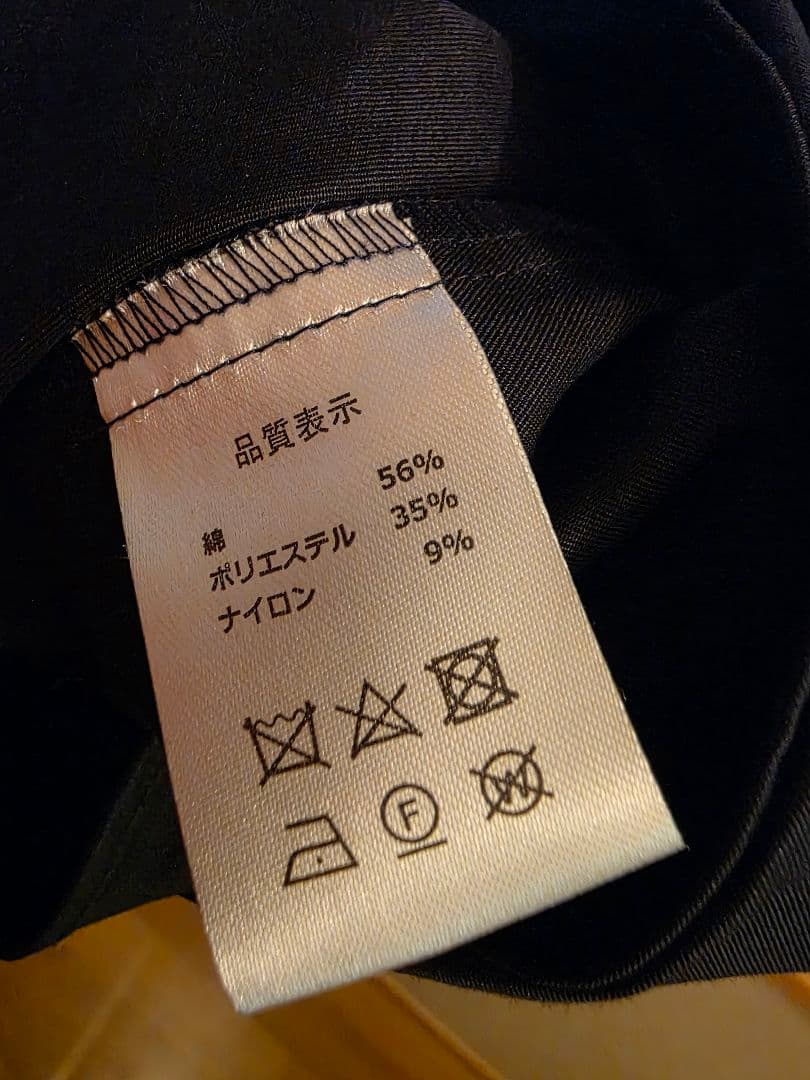 品質表示
綿 56%
ポリエステル 35%
ナイロン 9%
F W